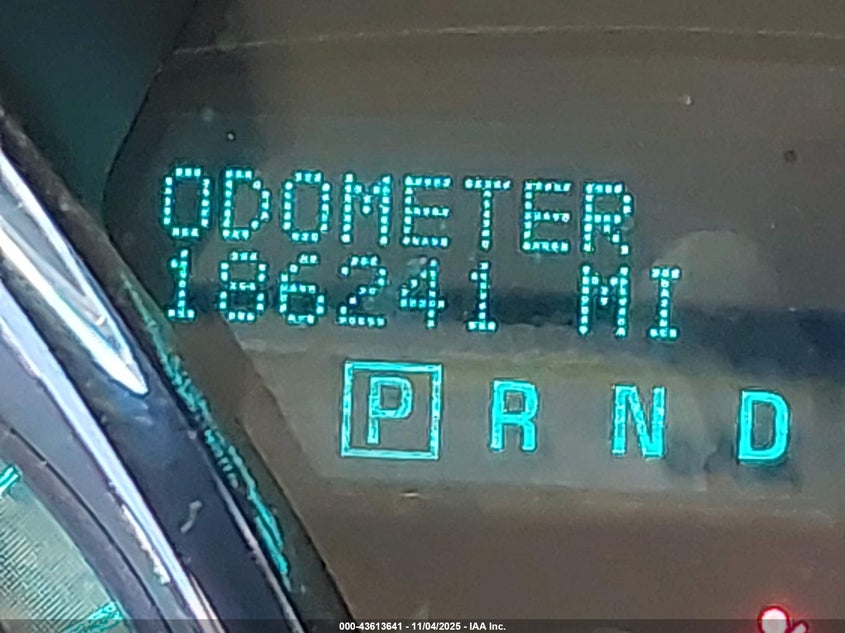 ODOMETER
186241 MI
P R N D
000-43613641 - 11/04/2025 - IAA Inc.